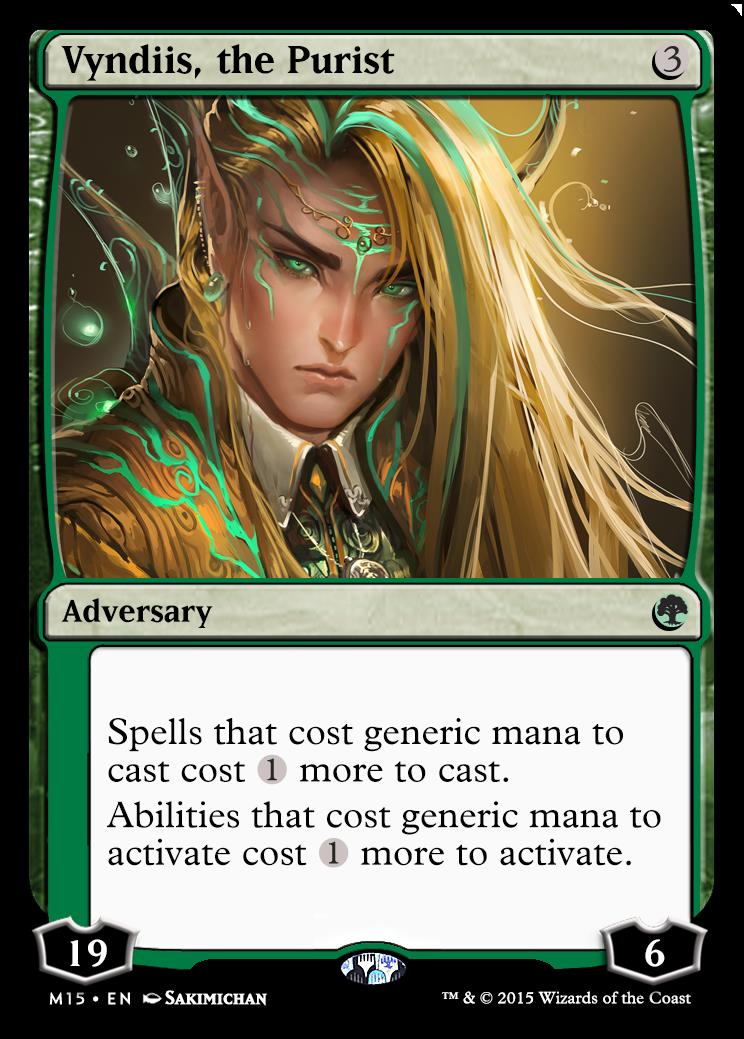 Vyndiis, the Purist 3
Adversary
Spells that cost generic mana to
cast cost 1 more to cast.
Abilities that cost generic mana to
activate cost 1 more to activate.
19 6
M15 • EN SAKIMICHAN ™ & © 2015 Wizards of the Coast